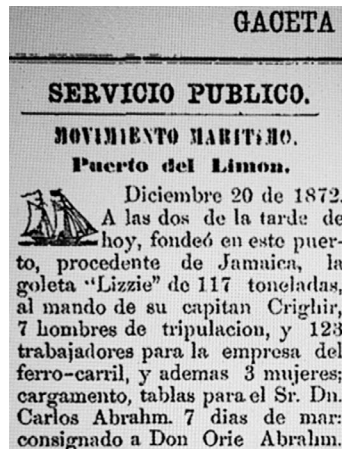 GACETA
SERVICIO PUBLICO.
MOVIMIENTO MARITIMO.
Puerto del Limon.
Diciembre 20 de 1872.
A las dos de la tarde de
hoy, fondeó en este puer-
to, procedente de Jamaica, la
goleta "Lizzie" de 117 toneladas,
al mando de su capitan Crighir,
7 hombres de tripulacion, y 123
trabajadores para la empresa del
ferro-carril, y ademas 3 mujeres;
cargamento, tablas para el Sr. Dn.
Carlos Abrahm. 7 dias de mar:
consignado a Don Orie Abrahm.